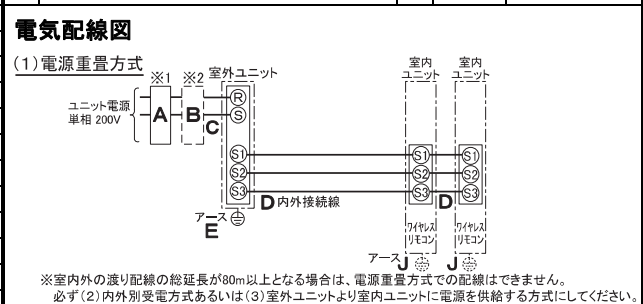 電気配線図
(1)電源重畳方式
※1 ※2 室外ユニット
室内
ユニット
室内
ユニット
ユニット電源
単相 200V
A
B
C
R
S
S1
S2
S3
D 内外接続線
アース
E
S1
S2
S3
D
S1
S2
S3
ワイヤレス
リモコン
ワイヤレス
リモコン
アース J
J
※室内外の渡り配線の総延長が80m以上となる場合は、電源重畳方式での配線はできません。
必ず(2)内外別受電方式あるいは(3)室外ユニットより室内ユニットに電源を供給する方式にしてください。